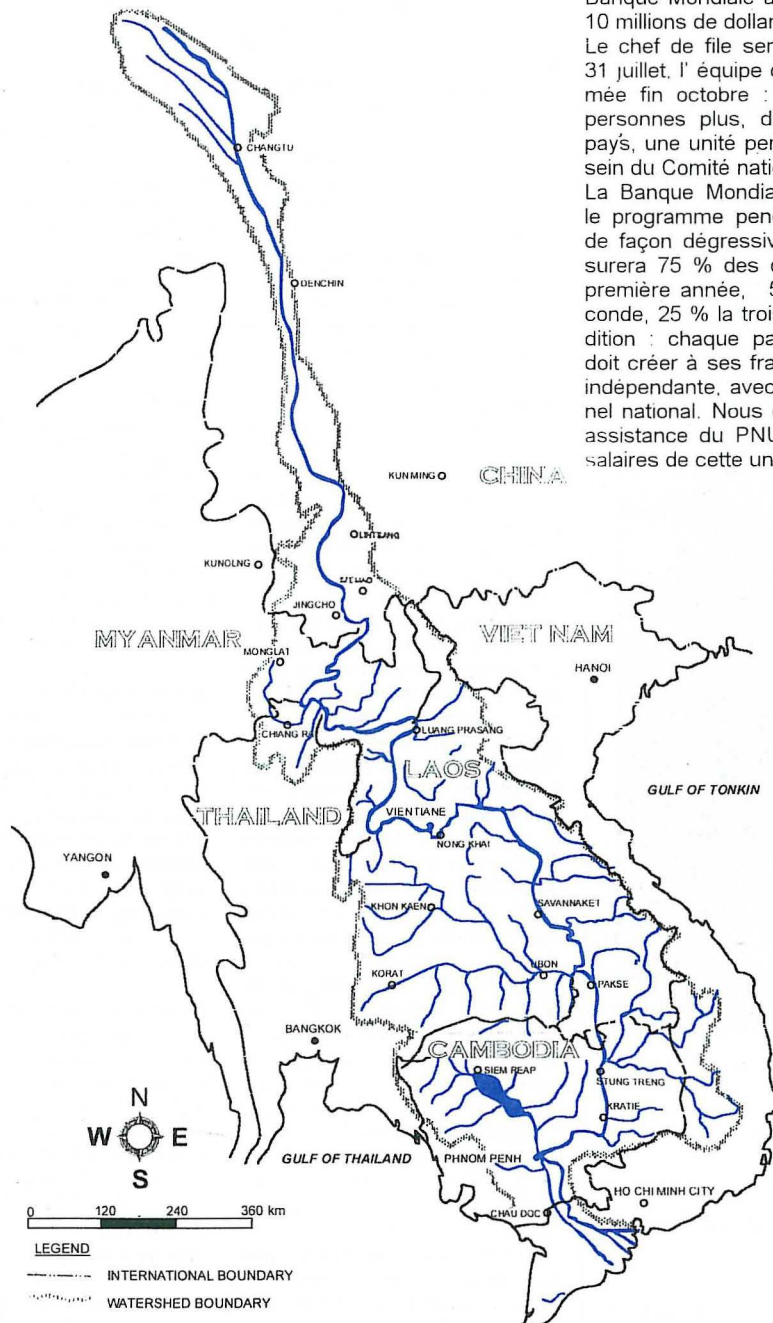 Banque Mondiale a
10 millions de dollar
Le chef de file ser
31 juillet, l' équipe
mée fin octobre :
personnes plus, d
pays, une unité per
sein du Comité nati
La Banque Mondia
le programme pen
de façon dégressiv
surera 75 % des
première année, 5
conde, 25 % la trois
dition : chaque pa
doit créer à ses fra
indépendante, avec
nel national. Nous
assistance du PNU
salaires de cette un
CHANGTU
DENCHIN
KUNMING
CHINA
KUNOLNG
JINGCHO
MYANMAR
VIET NAM
MONGLAT
HANOI
CHIANG RA
LUANG PRASANG
LAOS
THAILAND
GULF OF TONKIN
VIENTIANE
NONG KHAI
YANGON
KHON KAEN
SAVANNAKET
UBON
KORAT
PAKSE
BANGKOK
CAMBODIA
SIEM REAP
STUNG TRENG
KRATIE
N
W E
S
GULF OF THAILAND
PHNOM PENH
HO CHI MINH CITY
CHAU DOC
0 120 240 360 km
LEGEND
INTERNATIONAL BOUNDARY
WATERSHED BOUNDARY